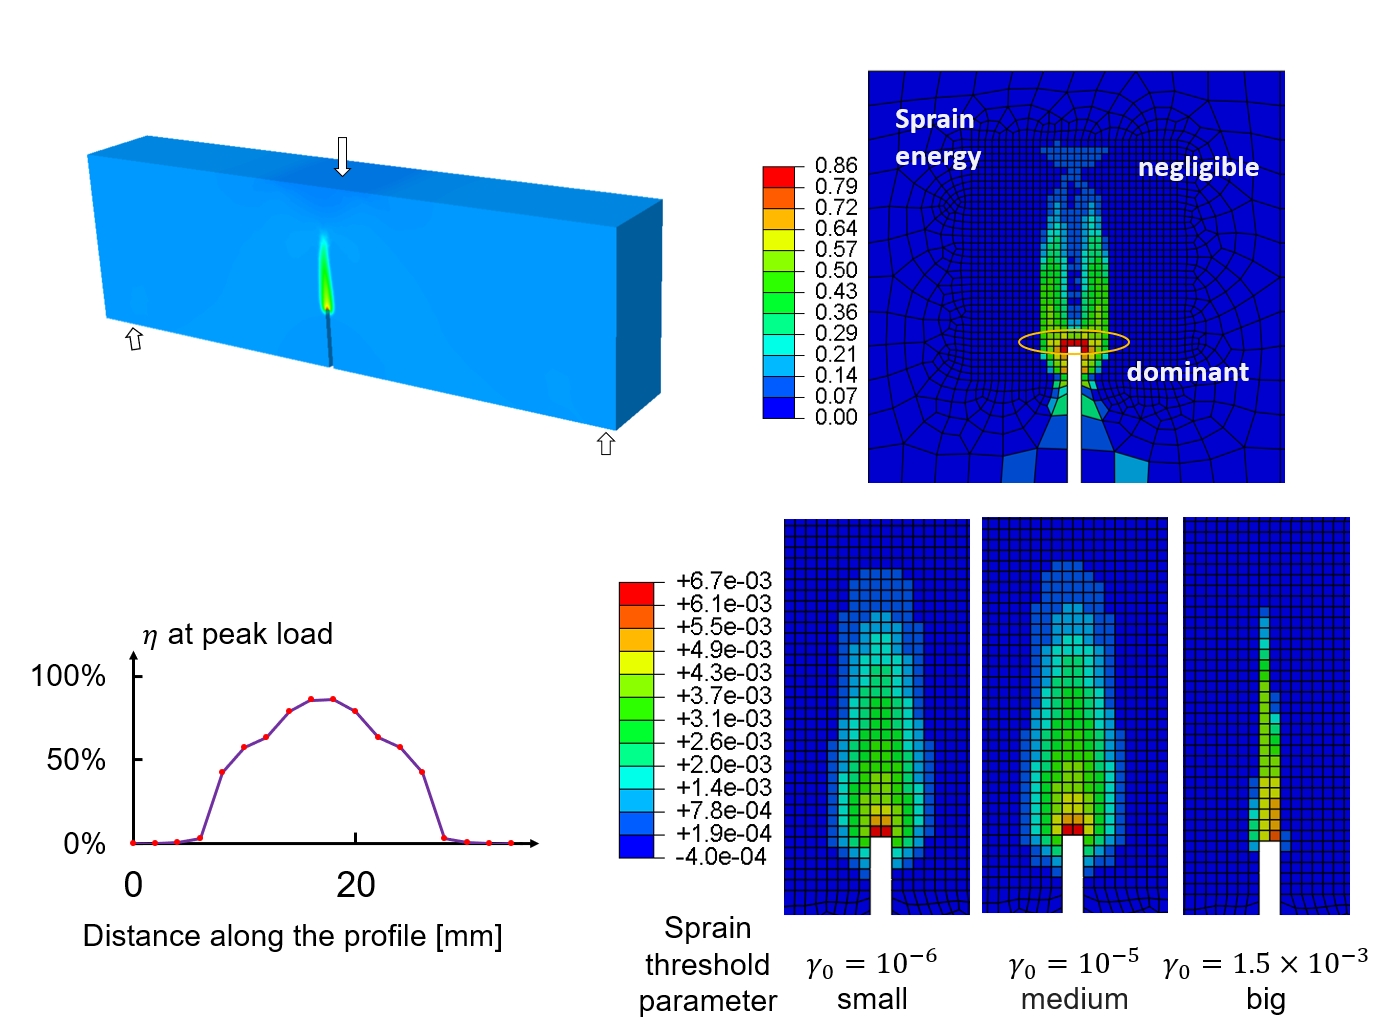 Sprain
energy
negligible
dominant
0.86
0.79
0.72
0.64
0.57
0.50
0.43
0.36
0.29
0.21
0.14
0.07
0.00
η at peak load
100%
50%
0%
0
20
Distance along the profile [mm]
+6.7e-03
+6.1e-03
+5.5e-03
+4.9e-03
+4.3e-03
+3.7e-03
+3.1e-03
+2.6e-03
+2.0e-03
+1.4e-03
+7.8e-04
+1.9e-04
-4.0e-04
Sprain
threshold
parameter
γ₀ = 10⁻⁶
small
γ₀ = 10⁻⁵
medium
γ₀ = 1.5 × 10⁻³
big